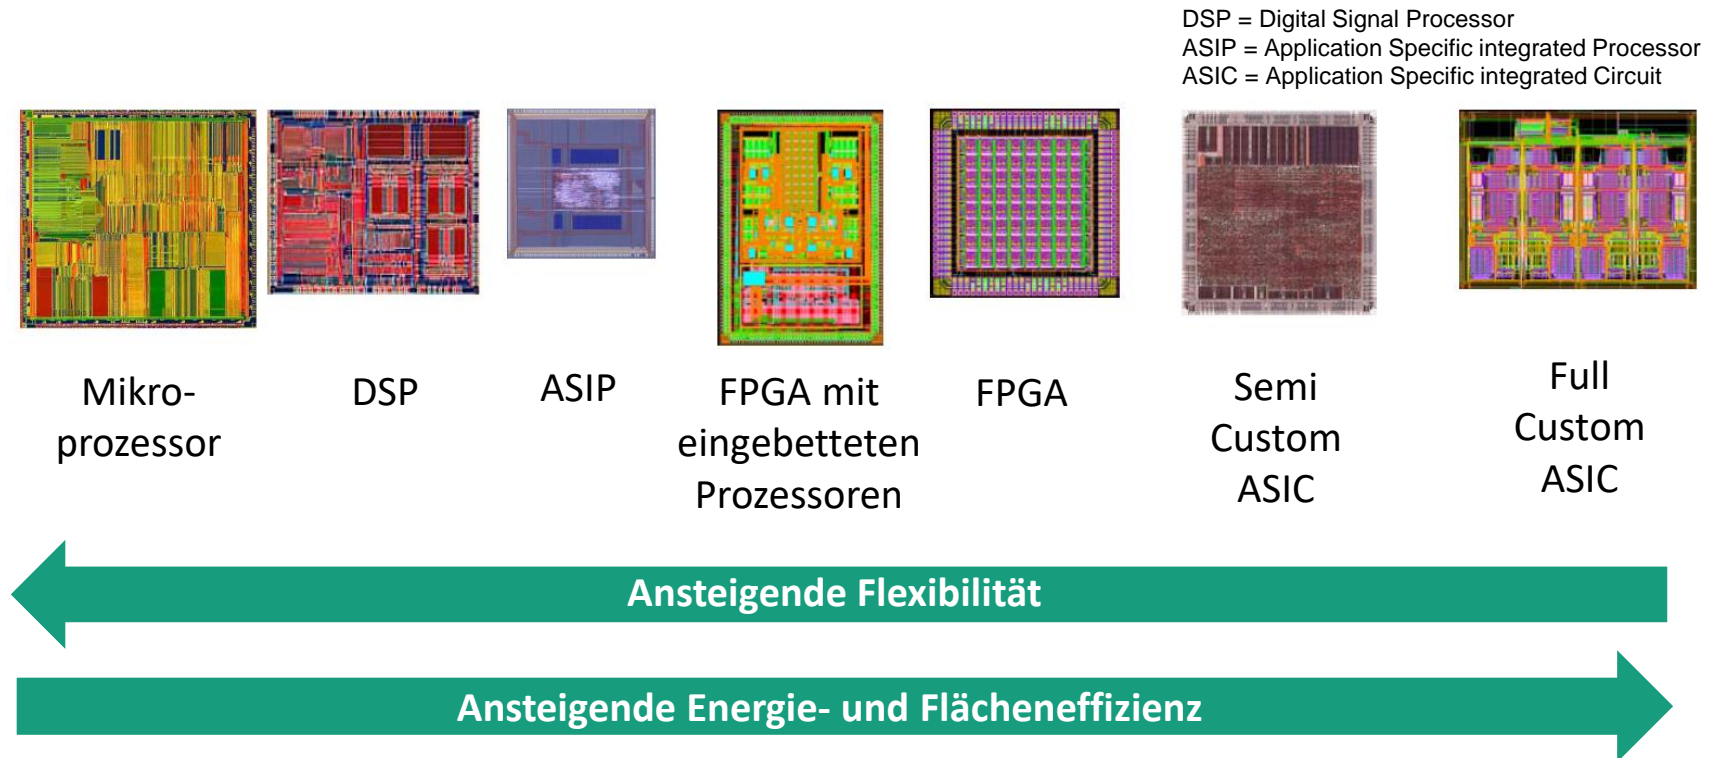 DSP = Digital Signal Processor
ASIP = Application Specific integrated Processor
ASIC = Application Specific integrated Circuit
Mikro-
prozessor
DSP
ASIP
FPGA mit
eingebetteten
Prozessoren
FPGA
Semi
Custom
ASIC
Full
Custom
ASIC
Ansteigende Flexibilität
Ansteigende Energie- und Flächeneffizienz